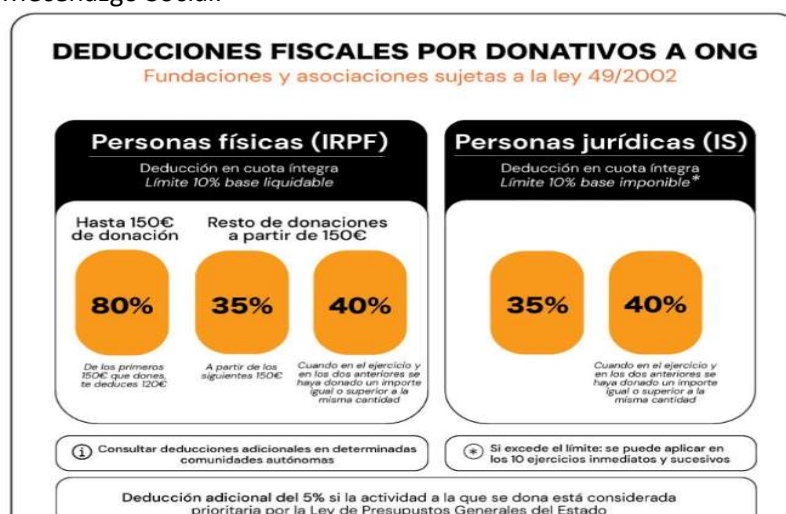 mecenazgo social:
DEDUCCIONES FISCALES POR DONATIVOS A ONG
Fundaciones y asociaciones sujetas a la ley 49/2002
Personas físicas (IRPF)
Deducción en cuota íntegra
Límite 10% base liquidable
Hasta 150€
de donación
Resto de donaciones
a partir de 150€
80%
35%
40%
De los primeros
150€ que dones,
te deduces 120€
A partir de los
siguientes 150€
Cuando en el ejercicio y
en los dos anteriores se
haya donado un importe
igual o superior a la
misma cantidad
Personas jurídicas (IS)
Deducción en cuota íntegra
Límite 10% base imponible*
35%
40%
Cuando en el ejercicio y
en los dos anteriores se
haya donado un importe
igual o superior a la
misma cantidad
i Consultar deducciones adicionales en determinadas
comunidades autónomas
* Si excede el límite: se puede aplicar en
los 10 ejercicios inmediatos y sucesivos
Deducción adicional del 5% si la actividad a la que se dona está considerada
prioritaria por la Ley de Presupustos Generales del Estado